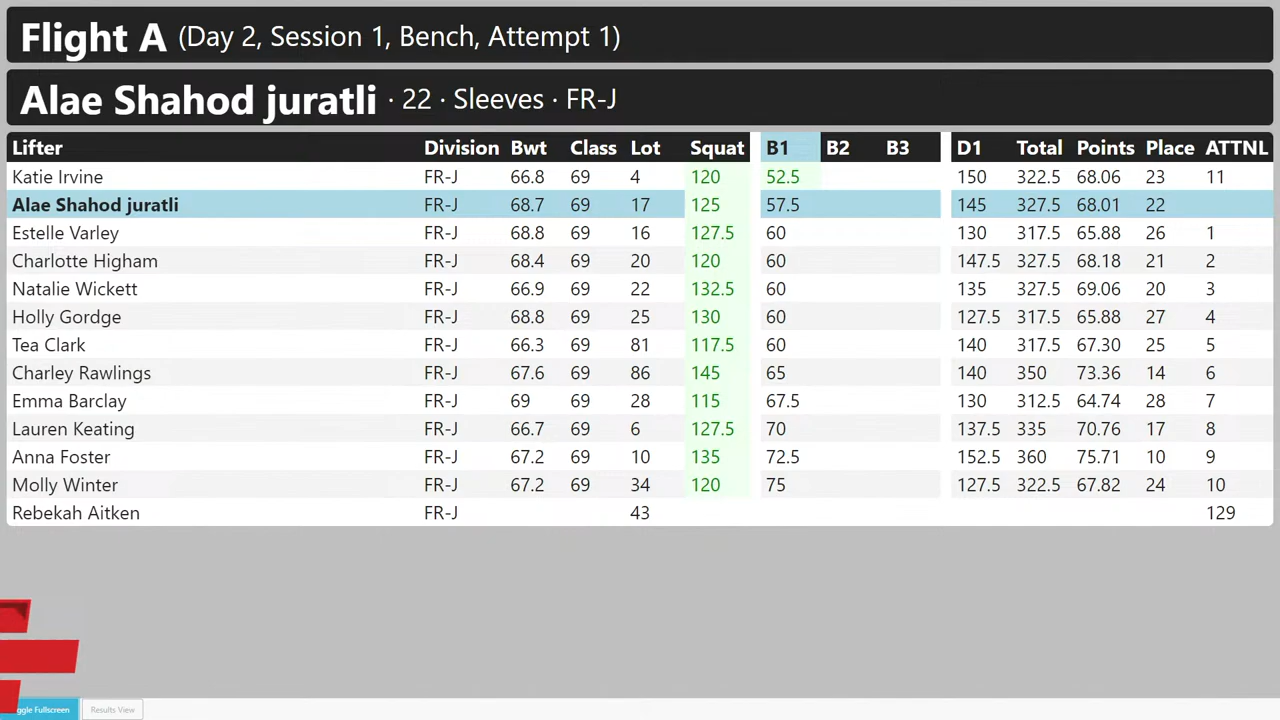 Flight A (Day 2, Session 1, Bench, Attempt 1)
Alae Shahod juratli · 22 · Sleeves · FR-J
Lifter Division Bwt Class Lot Squat B1 B2 B3 D1 Total Points Place ATTNL
Katie Irvine FR-J 66.8 69 4 120 52.5 150 322.5 68.06 23 11
Alae Shahod juratli FR-J 68.7 69 17 125 57.5 145 327.5 68.01 22
Estelle Varley FR-J 68.8 69 16 127.5 60 130 317.5 65.88 26 1
Charlotte Higham FR-J 68.4 69 20 120 60 147.5 327.5 68.18 21 2
Natalie Wickett FR-J 66.9 69 22 132.5 60 135 327.5 69.06 20 3
Holly Gordge FR-J 68.8 69 25 130 60 127.5 317.5 65.88 27 4
Tea Clark FR-J 66.3 69 81 117.5 60 140 317.5 67.30 25 5
Charley Rawlings FR-J 67.6 69 86 145 65 140 350 73.36 14 6
Emma Barclay FR-J 69 69 28 115 67.5 130 312.5 64.74 28 7
Lauren Keating FR-J 66.7 69 6 127.5 70 137.5 335 70.76 17 8
Anna Foster FR-J 67.2 69 10 135 72.5 152.5 360 75.71 10 9
Molly Winter FR-J 67.2 69 34 120 75 127.5 322.5 67.82 24 10
Rebekah Aitken FR-J 43 129
ggle Fullscreen Results View